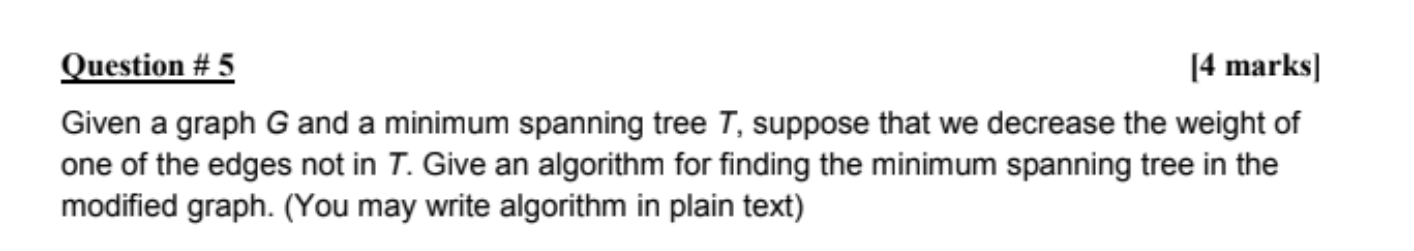 Question # 5 [4 marks]
Given a graph G and a minimum spanning tree T, suppose that we decrease the weight of
one of the edges not in T. Give an algorithm for finding the minimum spanning tree in the
modified graph. (You may write algorithm in plain text)